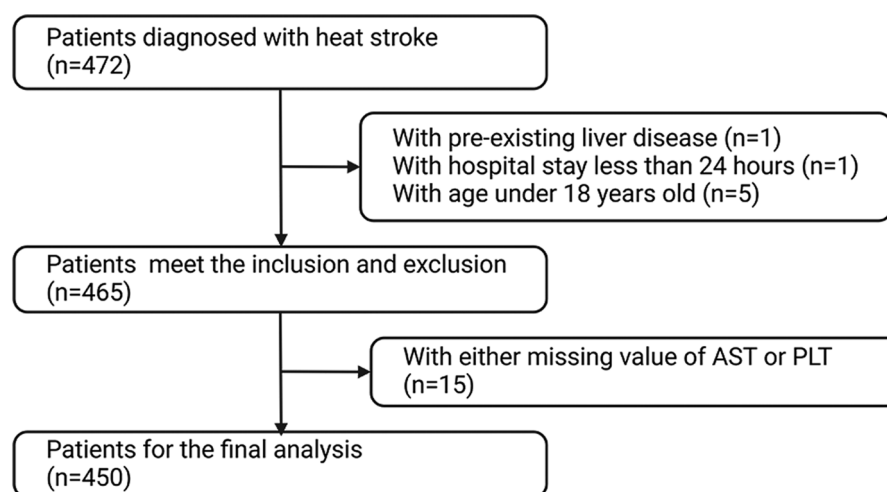 Patients diagnosed with heat stroke
(n=472)
With pre-existing liver disease (n=1)
With hospital stay less than 24 hours (n=1)
With age under 18 years old (n=5)
Patients meet the inclusion and exclusion
(n=465)
With either missing value of AST or PLT
(n=15)
Patients for the final analysis
(n=450)